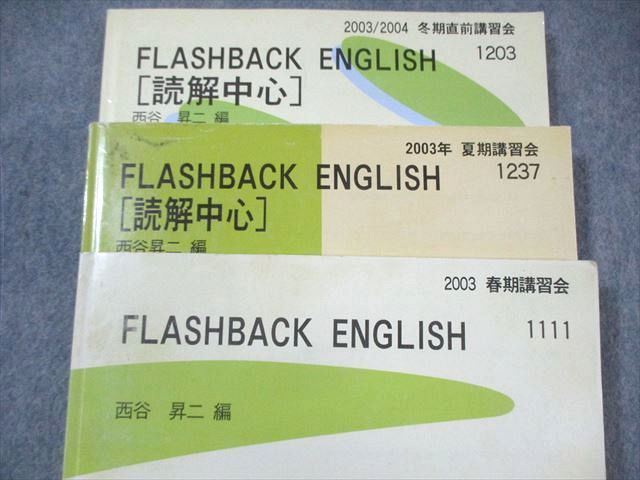 2003/2004 冬期直前講習会
FLASHBACK ENGLISH 1203
[読解中心]
西谷 昇二 編
2003年 夏期講習会
FLASHBACK ENGLISH 1237
[読解中心]
西谷昇二 編
2003 春期講習会
FLASHBACK ENGLISH 1111
西谷 昇二 編